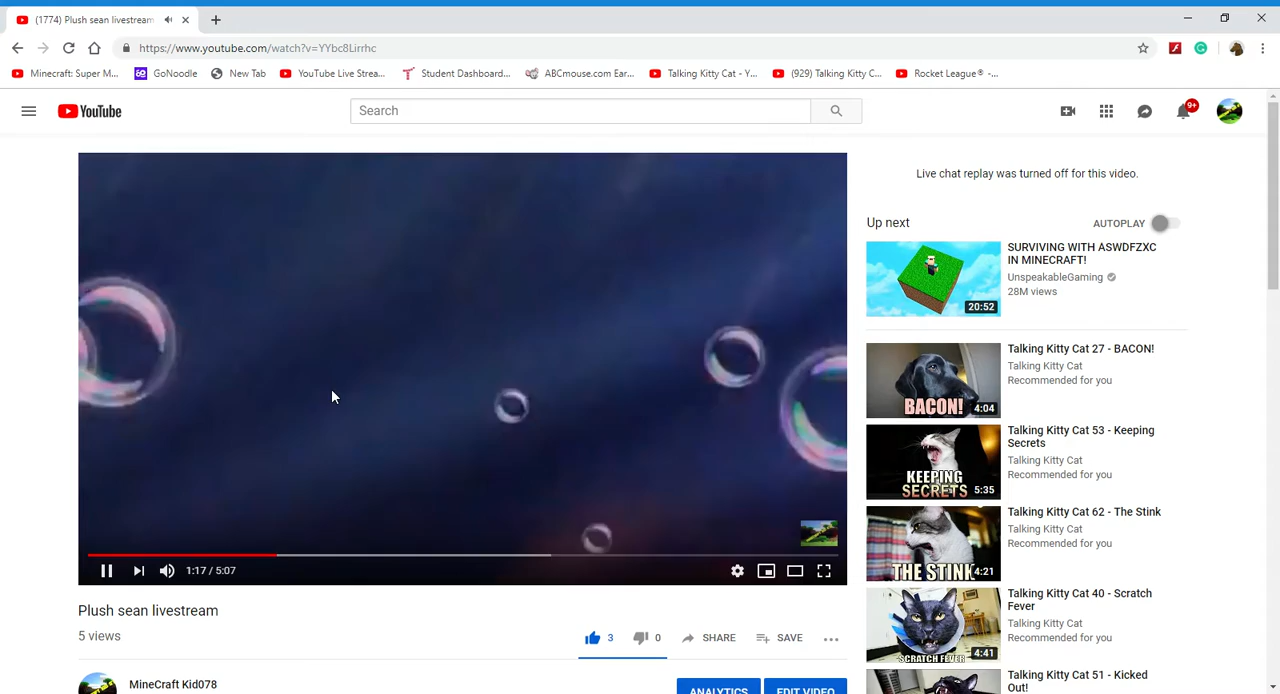 (1774) Plush sean livestream
https://www.youtube.com/watch?v=YYbc8Lirrhc
Minecraft: Super M...
GoNoodle
New Tab
YouTube Live Strea...
Student Dashboard...
ABCmouse.com Ear...
Talking Kitty Cat - Y...
(929) Talking Kitty C...
Rocket League® -...
YouTube
Search
9+
Live chat replay was turned off for this video.
Up next
AUTOPLAY
SURVIVING WITH ASWDFZXC
IN MINECRAFT!
UnspeakableGaming
28M views
20:52
Talking Kitty Cat 27 - BACON!
Talking Kitty Cat
Recommended for you
BACON!
4:04
Talking Kitty Cat 53 - Keeping
Secrets
Talking Kitty Cat
Recommended for you
KEEPING
SECRETS
5:35
Talking Kitty Cat 62 - The Stink
Talking Kitty Cat
Recommended for you
THE STINK
4:21
Talking Kitty Cat 40 - Scratch
Fever
Talking Kitty Cat
Recommended for you
SCRATCH FEVER
4:41
Talking Kitty Cat 51 - Kicked
Out!
1:17 / 5:07
Plush sean livestream
5 views
3
0
SHARE
SAVE
MineCraft Kid078
ANALYTICS
EDIT VIDEO